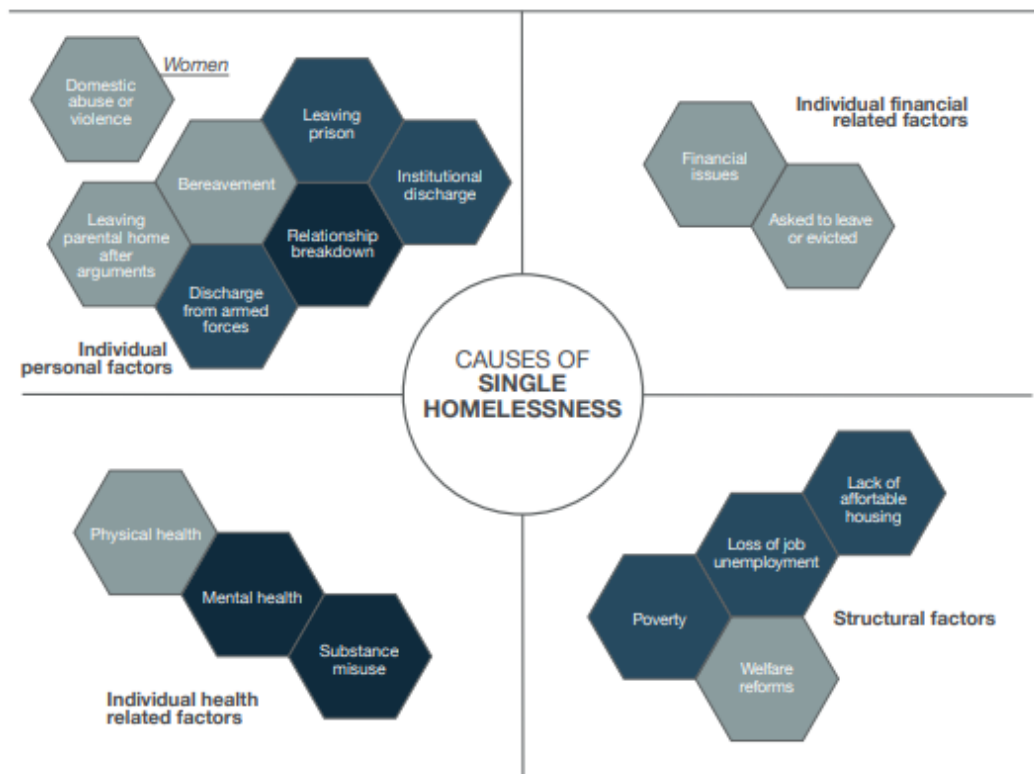 Women
Domestic
abuse or
violence
Leaving
prison
Bereavement
Institutional
discharge
Leaving
parental home
after
arguments
Relationship
breakdown
Discharge
from armed
forces
Individual
personal factors
Individual financial
related factors
Financial
issues
Asked to leave
or evicted
CAUSES OF
SINGLE
HOMELESSNESS
Physical health
Mental health
Substance
misuse
Individual health
related factors
Lack of
affortable
housing
Loss of job
unemployment
Poverty
Structural factors
Welfare
reforms